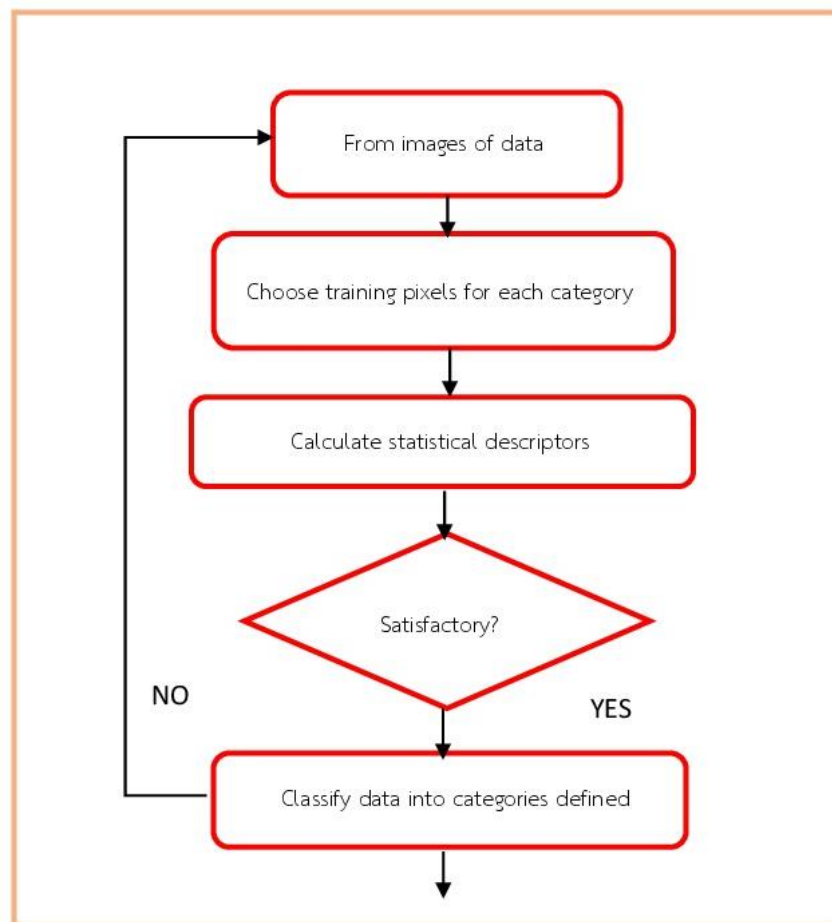 From images of data
Choose training pixels for each category
Calculate statistical descriptors
Satisfactory?
NO
YES
Classify data into categories defined